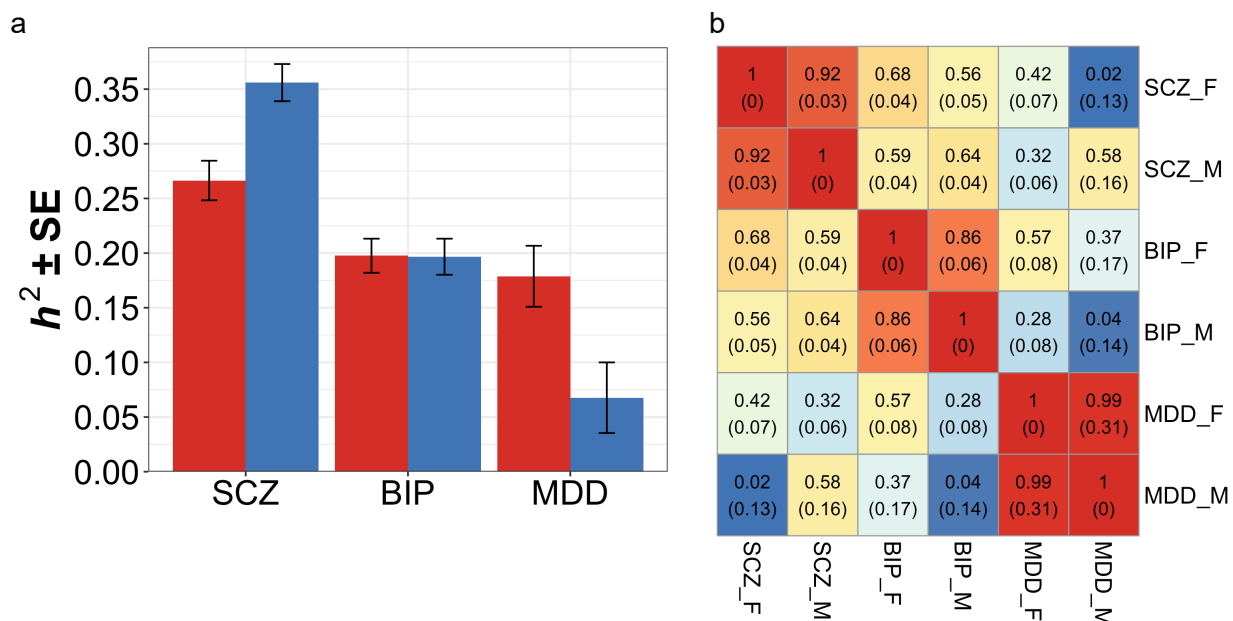 a
h² ± SE
0.35
0.30
0.25
0.20
0.15
0.10
0.05
0.00
SCZ BIP MDD
b
1 0.92 0.68 0.56 0.42 0.02
(0) (0.03) (0.04) (0.05) (0.07) (0.13)
SCZ_F
0.92 1 0.59 0.64 0.32 0.58
(0.03) (0) (0.04) (0.04) (0.06) (0.16)
SCZ_M
0.68 0.59 1 0.86 0.57 0.37
(0.04) (0.04) (0) (0.06) (0.08) (0.17)
BIP_F
0.56 0.64 0.86 1 0.28 0.04
(0.05) (0.04) (0.06) (0) (0.08) (0.14)
BIP_M
0.42 0.32 0.57 0.28 1 0.99
(0.07) (0.06) (0.08) (0.08) (0) (0.31)
MDD_F
0.02 0.58 0.37 0.04 0.99 1
(0.13) (0.16) (0.17) (0.14) (0.31) (0)
MDD_M
SCZ_F
SCZ_M
BIP_F
BIP_M
MDD_F
MDD_M